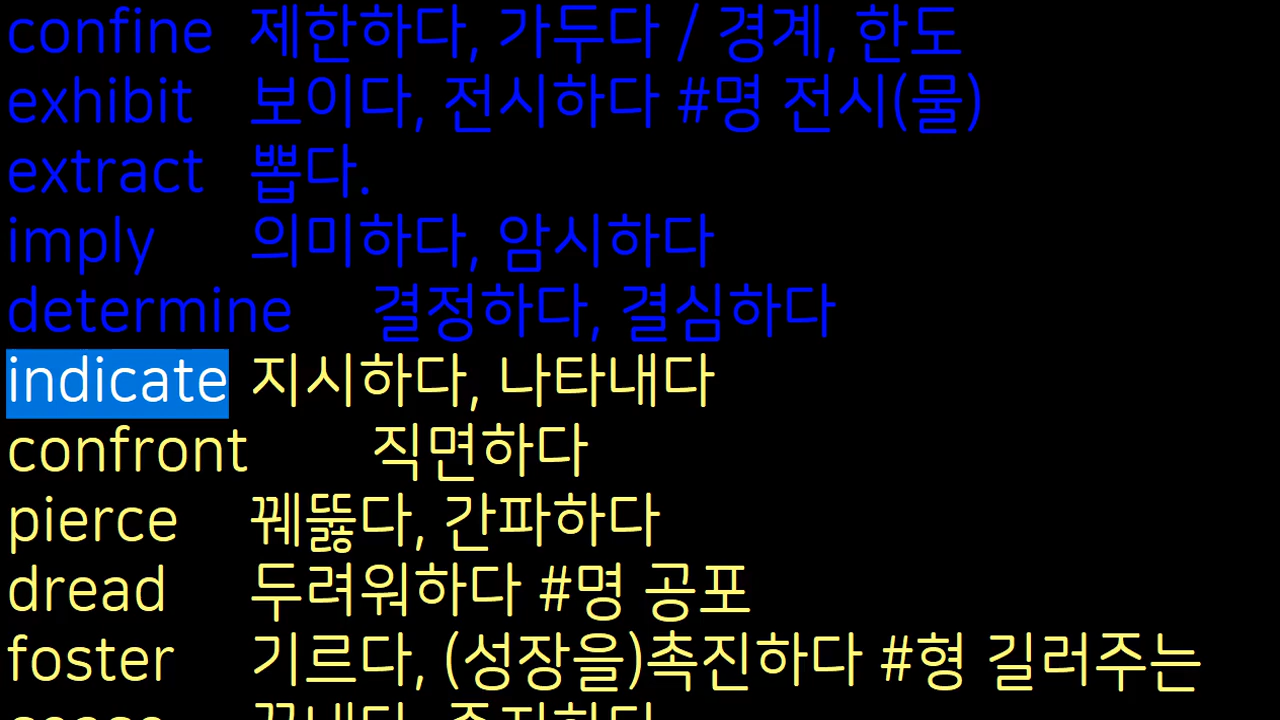 confine 제한하다, 가두다 / 경계, 한도
exhibit 보이다, 전시하다 #명 전시(물)
extract 뽑다.
imply 의미하다, 암시하다
determine 결정하다, 결심하다
indicate 지시하다, 나타내다
confront 직면하다
pierce 꿰뚫다, 간파하다
dread 두려워하다 #명 공포
foster 기르다, (성장을)촉진하다 #형 길러주는